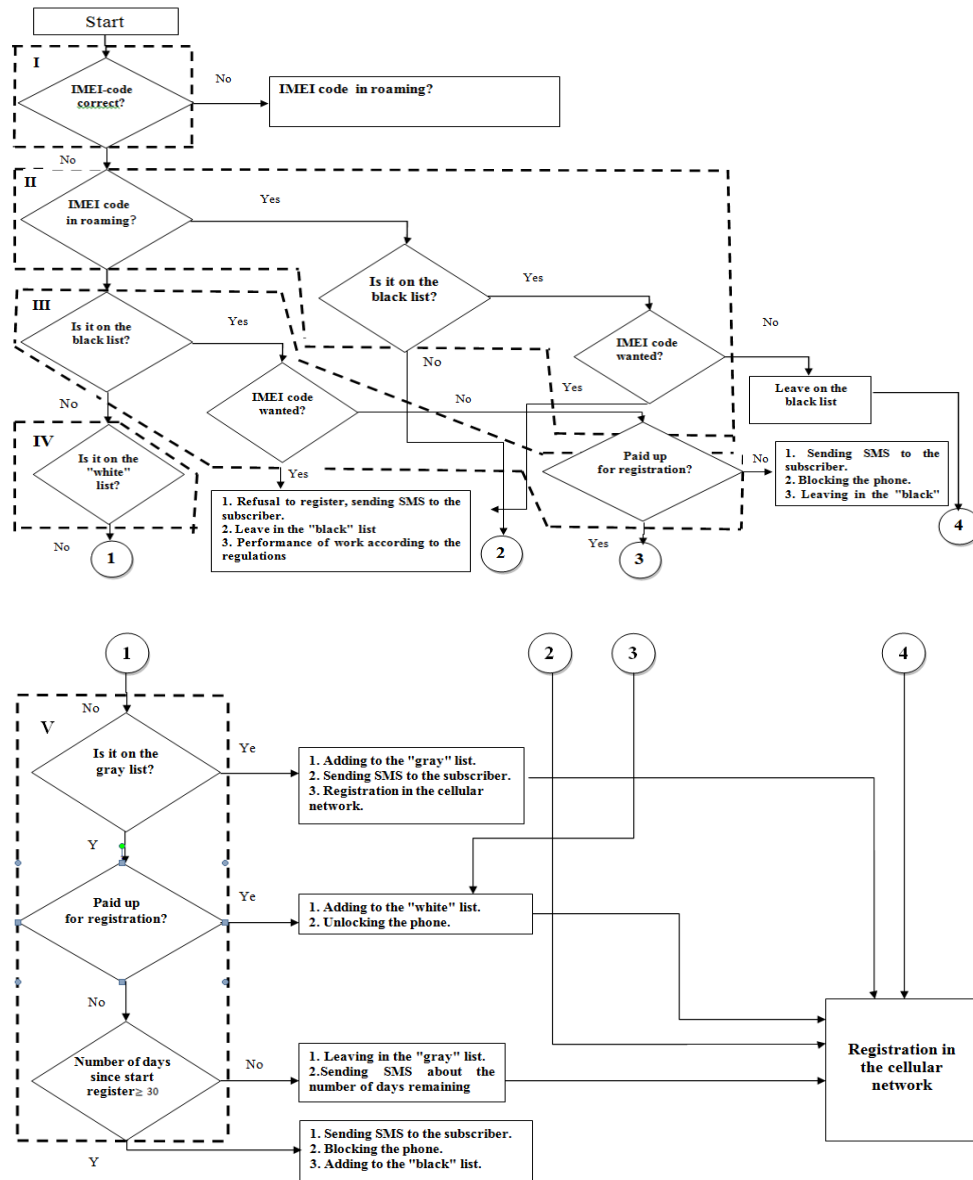 Start
I
IMEI-code
correct?
No
IMEI code in roaming?
No
II
IMEI code
in roaming?
Yes
Is it on the
black list?
Yes
III
Is it on the
black list?
Yes
IMEI code
wanted?
No
No
Yes
Leave on the
black list
IMEI code
wanted?
No
No
IV
Is it on the
"white"
list?
Paid up
for registration?
No
1. Sending SMS to the
subscriber.
2. Blocking the phone.
3. Leaving in the "black"
Yes
1. Refusal to register, sending SMS to the
subscriber.
2. Leave in the "black" list
3. Performance of work according to the
regulations
4
No
1
2
Yes
3
1
2
3
4
No
V
Is it on the
gray list?
Ye
1. Adding to the "gray" list.
2. Sending SMS to the subscriber.
3. Registration in the cellular
network.
Y
Paid up
for registration?
Ye
1. Adding to the "white" list.
2. Unlocking the phone.
No
Number of days
since start
register≥ 30
No
1. Leaving in the "gray" list.
2.Sending SMS about the
number of days remaining
Registration in
the cellular
network
Y
1. Sending SMS to the subscriber.
2. Blocking the phone.
3. Adding to the "black" list.